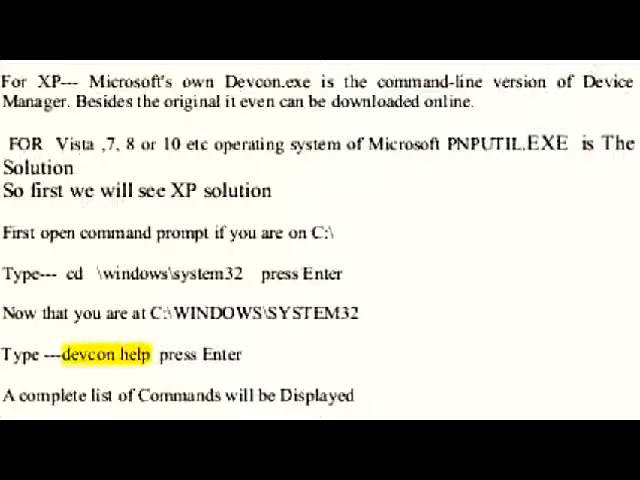 For XP--- Microsoft's own Devcon.exe is the command-line version of Device
Manager. Besides the original it even can be downloaded online.
FOR Vista ,7, 8 or 10 etc operating system of Microsoft PNPUTIL.EXE is The
Solution
So first we will see XP solution
First open command prompt if you are on C:\
Type--- cd \windows\system32 press Enter
Now that you are at C:\WINDOWS\SYSTEM32
Type ---devcon help press Enter
A complete list of Commands will be Displayed